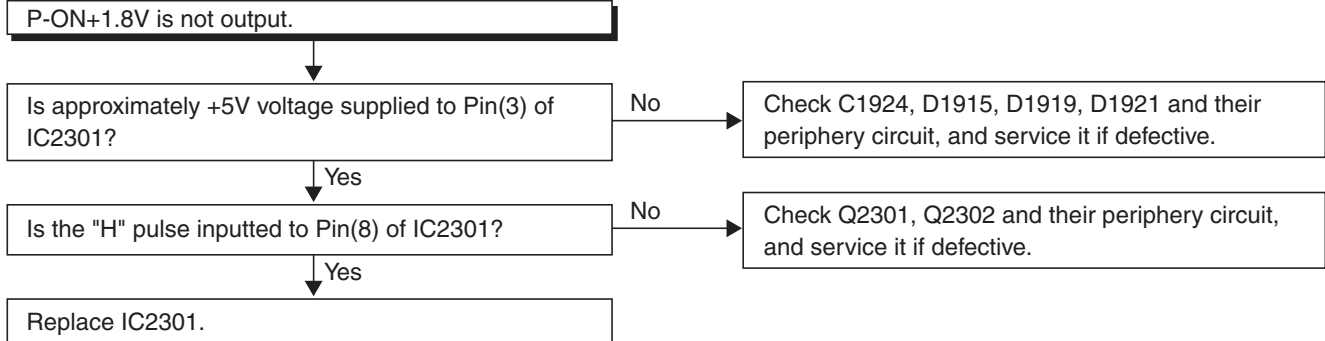 P-ON+1.8V is not output.
Is approximately +5V voltage supplied to Pin(3) of
IC2301?
No
Check C1924, D1915, D1919, D1921 and their
periphery circuit, and service it if defective.
Yes
Is the "H" pulse inputted to Pin(8) of IC2301?
No
Check Q2301, Q2302 and their periphery circuit,
and service it if defective.
Yes
Replace IC2301.